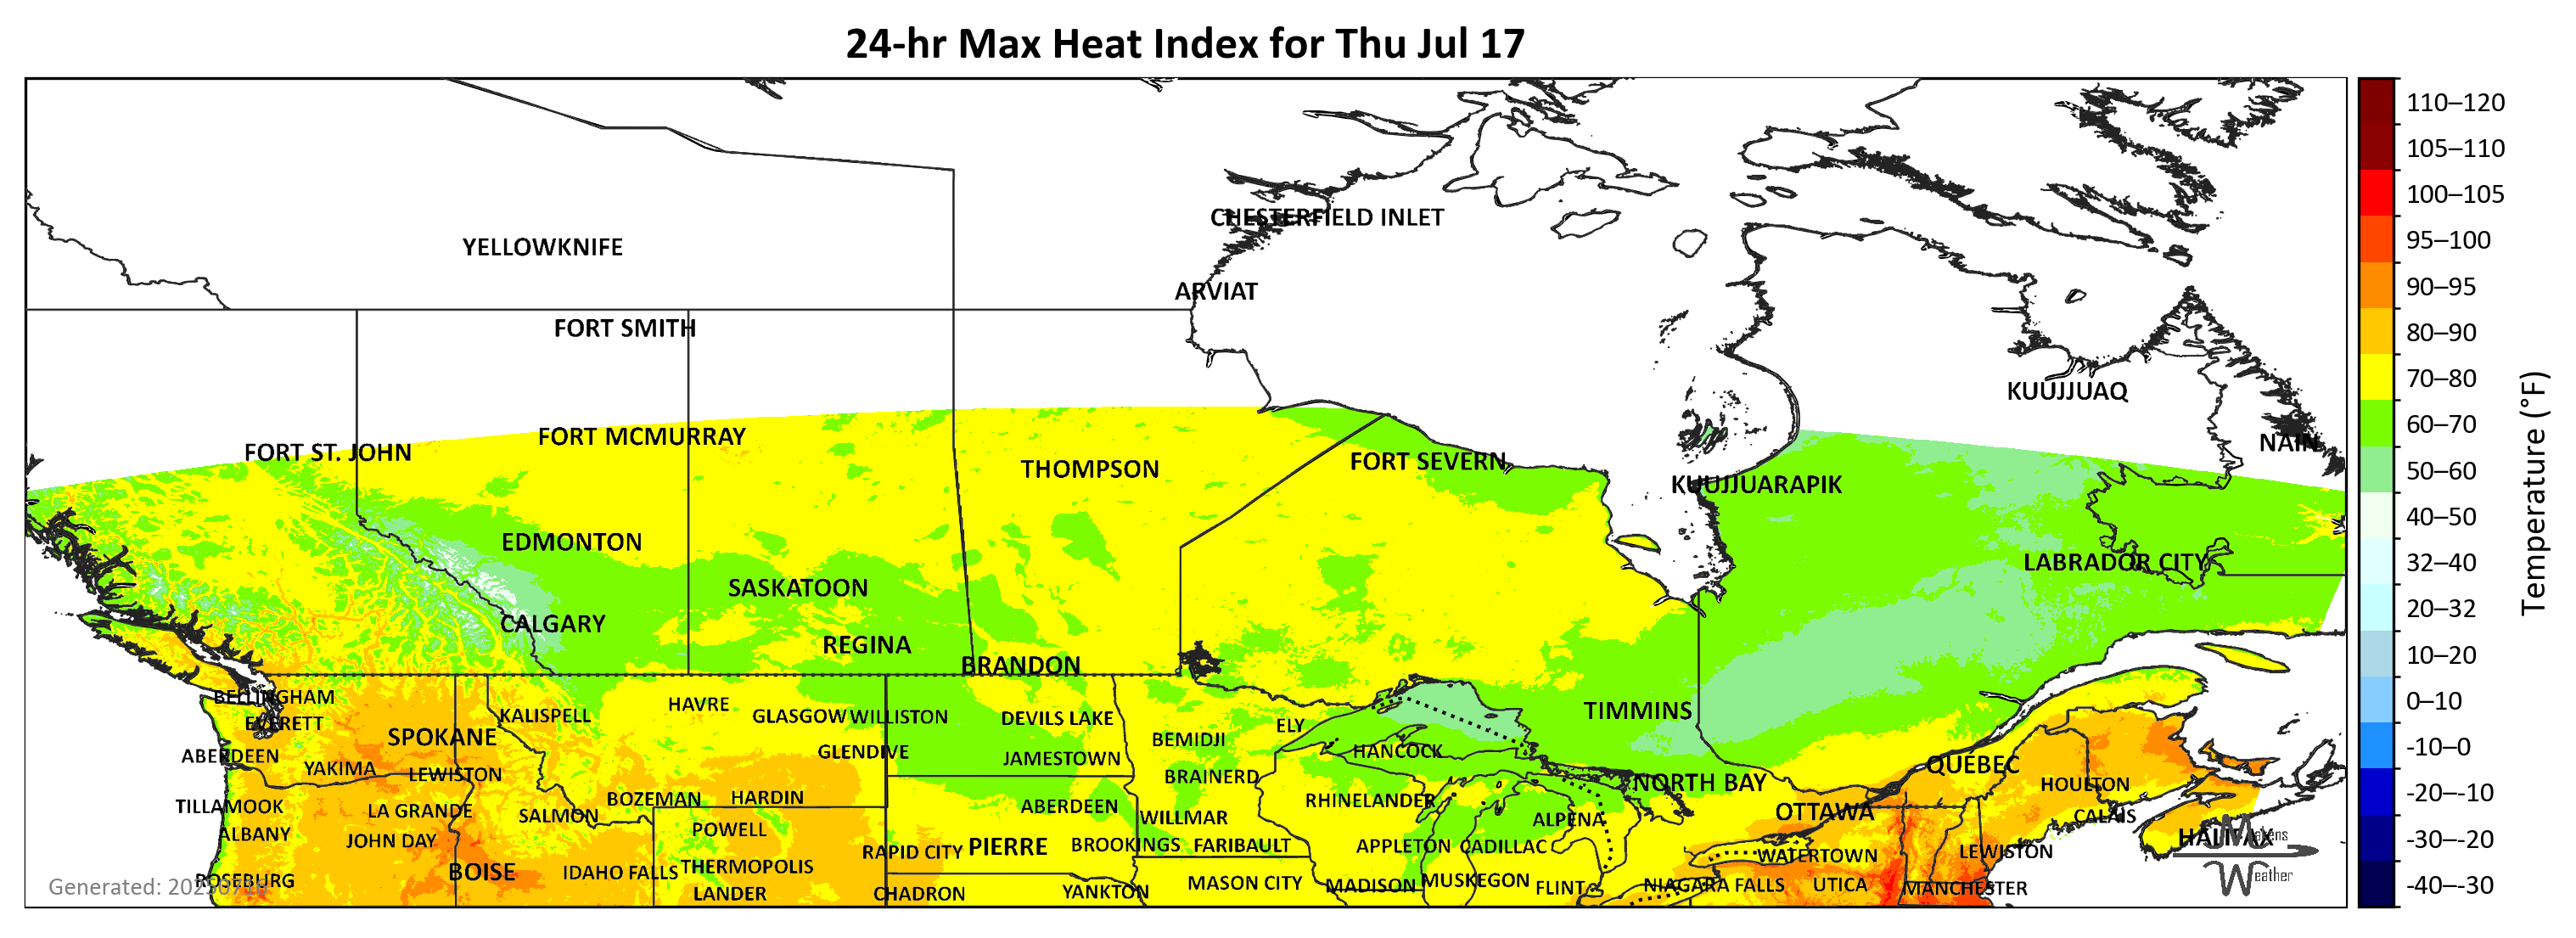 24-hr Max Heat Index for Thu Jul 17
CHESTERFIELD INLET
YELLOWKNIFE
ARVIAT
FORT SMITH
KUUJJUAQ
FORT MCMURRAY
NAIN
FORT ST. JOHN
FORT SEVERN
THOMPSON
KUUJJUARAPIK
EDMONTON
LABRADOR CITY
SASKATOON
CALGARY
REGINA
BRANDON
BELLINGHAM
HAVRE
TIMMINS
KALISPELL
GLASGOW
WILLISTON
DEVILS LAKE
EVERETT
ELY
SPOKANE
BEMIDJI
HANCOCK
GLENDIVE
ABERDEEN
JAMESTOWN
QUÉBEC
YAKIMA
LEWISTON
BRAINERD
NORTH BAY
HOULTON
BOZEMAN
HARDIN
RHINELANDER
TILLAMOOK
LA GRANDE
ABERDEEN
SALMON
WILLMAR
OTTAWA
CALAIS
ALPENA
POWELL
ALBANY
JOHN DAY
HALIFAX
PIERRE
BROOKINGS
FARIBAULT
APPLETON
CADILLAC
RAPID CITY
LEWISTON
WATERTOWN
THERMOPOLIS
BOISE
IDAHO FALLS
ROSEBURG
MASON CITY
MADISON
MUSKEGON
FLINT
NIAGARA FALLS
UTICA
MANCHESTER
LANDER
CHADRON
YANKTON
Weather
110–120
105–110
100–105
95–100
90–95
80–90
70–80
60–70
50–60
40–50
32–40
20–32
10–20
0–10
-10–0
-20–-10
-30–-20
-40–-30
Temperature (°F)